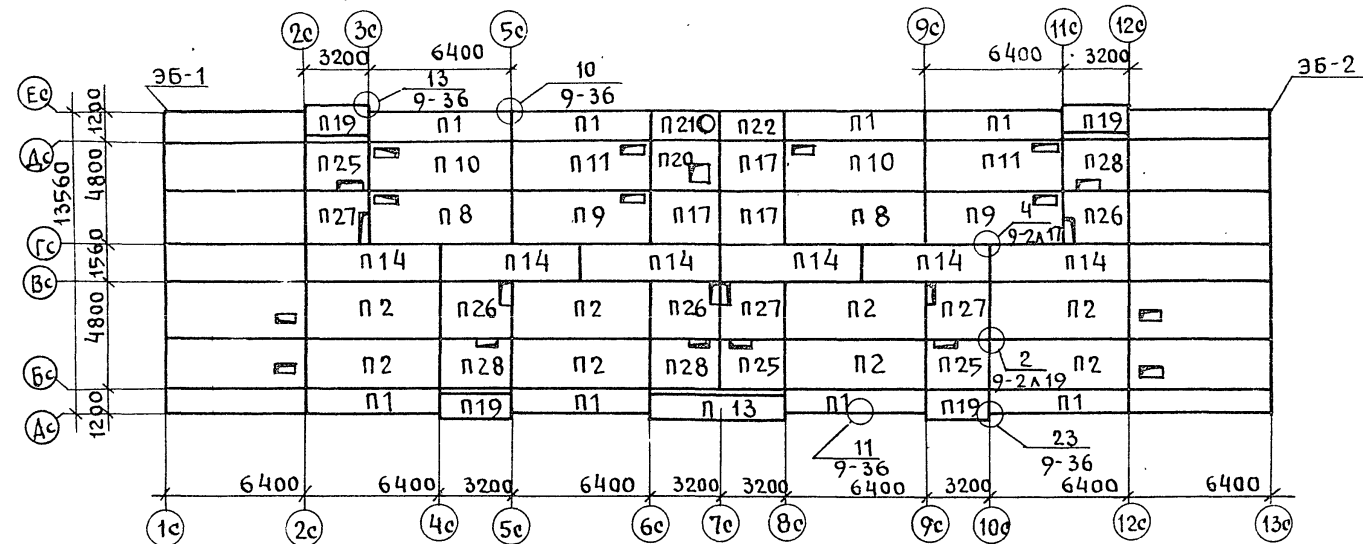 2с 3с 5с 9с 11с 12с
3200 6400 6400 3200
ЭБ-1 13 10 ЭБ-2
9-36 9-36
Ес 1200 П19 П1 П1 П21 П22 П1 П1 П19
Дс 4800 П25 П10 П11 П20 П17 П10 П11 П28
13560 П27 П8 П9 П17 П17 П8 П9 4 П26
Гс 9-2л17
1560 П14 П14 П14 П14 П14 П14
Вс
4800 П2 П26 П2 П26 П27 П2 П27 П2
П2 П28 П2 П28 П25 П2 П25 2 П2
Бс 9-2л19
1200 П1 П19 П1 П13 П1 П19 П1
Ас
11 23
9-36 9-36
6400 6400 3200 6400 3200 3200 6400 3200 6400 6400
1с 2с 4с 5с 6с 7с 8с 9с 10с 12с 13с